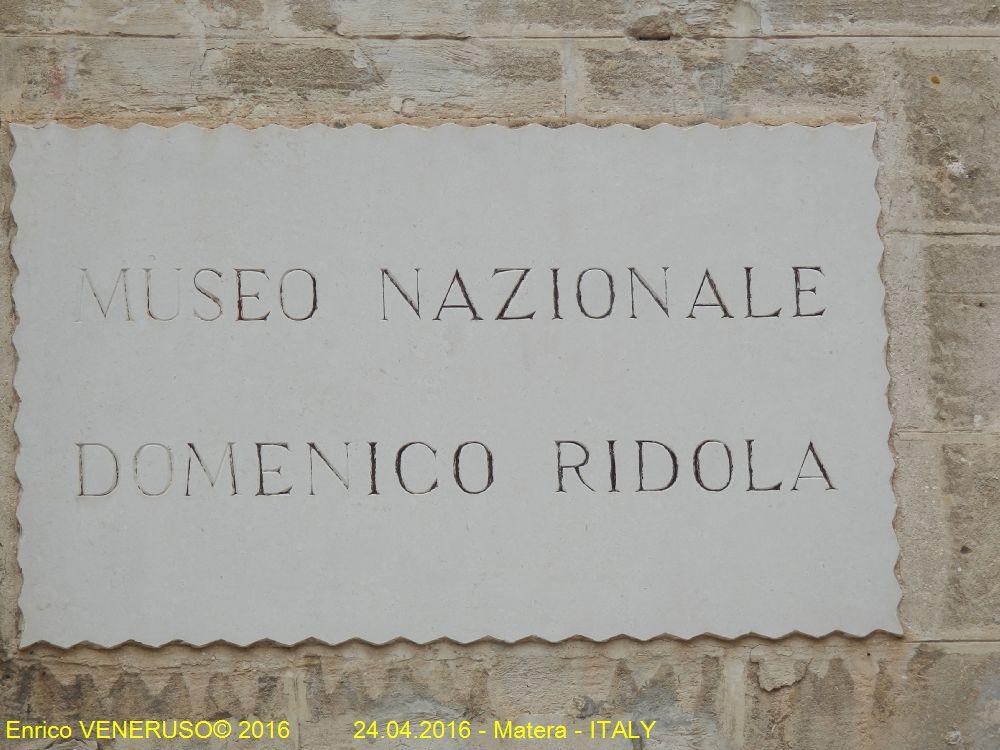 MUSEO NAZIONALE
DOMENICO RIDOLA
Enrico VENERUSO© 2016 24.04.2016 - Matera - ITALY